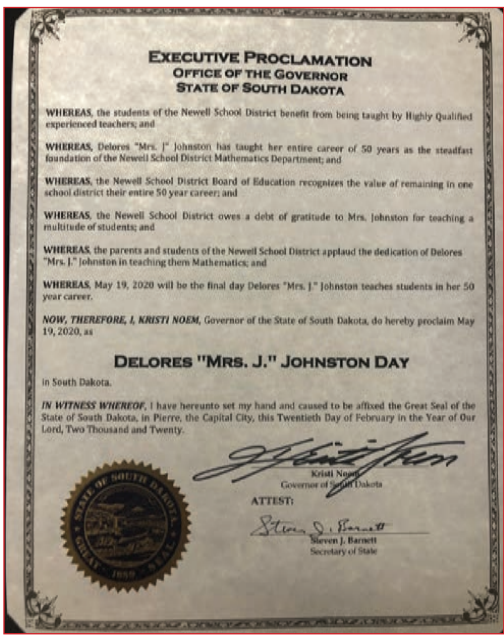 EXECUTIVE PROCLAMATION
OFFICE OF THE GOVERNOR
STATE OF SOUTH DAKOTA
WHEREAS, the students of the Newell School District benefit from being taught by Highly Qualified
experienced teachers; and
WHEREAS, Delores "Mrs. J" Johnston has taught her entire career of 50 years as the steadfast
foundation of the Newell School District Mathematics Department; and
WHEREAS, the Newell School District Board of Education recognizes the value of remaining in one
school district their entire 50 year career; and
WHEREAS, the Newell School District owes a debt of gratitude to Mrs. Johnston for teaching a
multitude of students; and
WHEREAS, the parents and students of the Newell School District applaud the dedication of Delores
"Mrs. J." Johnston in teaching them Mathematics; and
WHEREAS, May 19, 2020 will be the final day Delores "Mrs. J." Johnston teaches students in her 50
year career.
NOW, THEREFORE, I, KRISTI NOEM, Governor of the State of South Dakota, do hereby proclaim May
19, 2020, as
DELORES "MRS. J." JOHNSTON DAY
in South Dakota.
IN WITNESS WHEREOF, I have hereunto set my hand and caused to be affixed the Great Seal of the
State of South Dakota, in Pierre, the Capital City, this Twentieth Day of February in the Year of Our
Lord, Two Thousand and Twenty.
Kristi Noem
Kristi Noem
Governor of South Dakota
ATTEST:
Steven J. Barnett
Steven J. Barnett
Secretary of State
STATE OF SOUTH DAKOTA
GREAT SEAL
1889